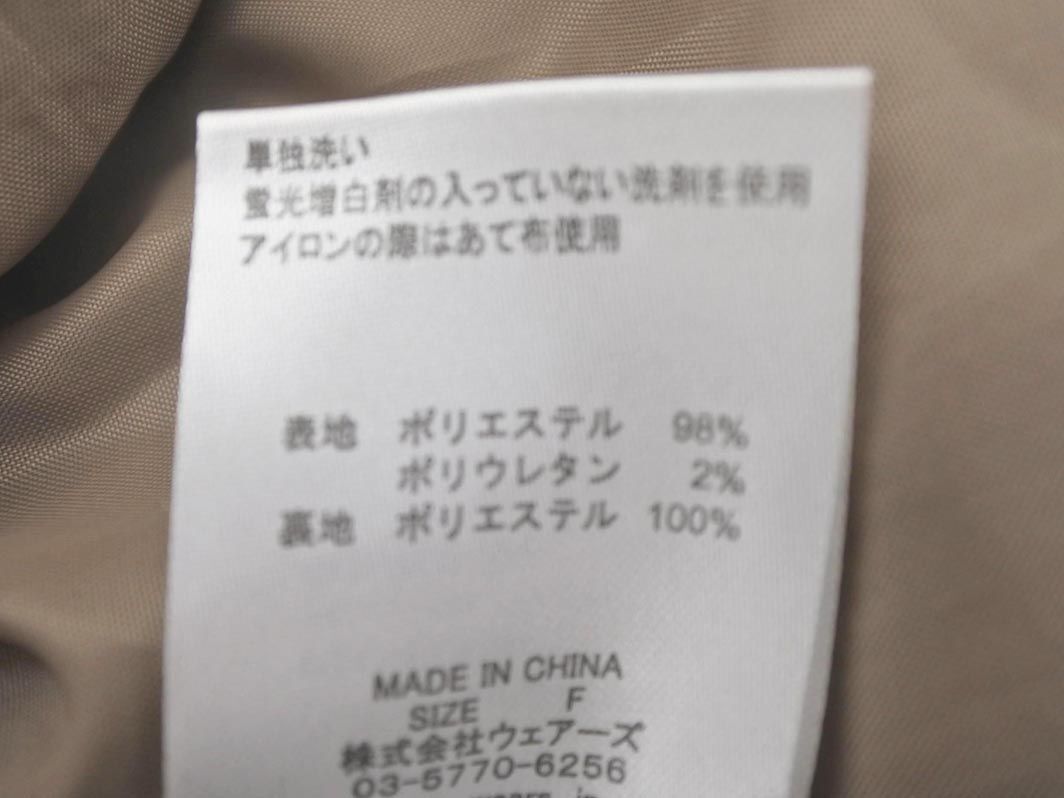 単独洗い
蛍光増白剤の入っていない洗剤を使用
アイロンの際はあて布使用
表地 ポリエステル 98%
ポリウレタン 2%
裏地 ポリエステル 100%
MADE IN CHINA
SIZE F
株式会社ウェアーズ
03-5770-6256